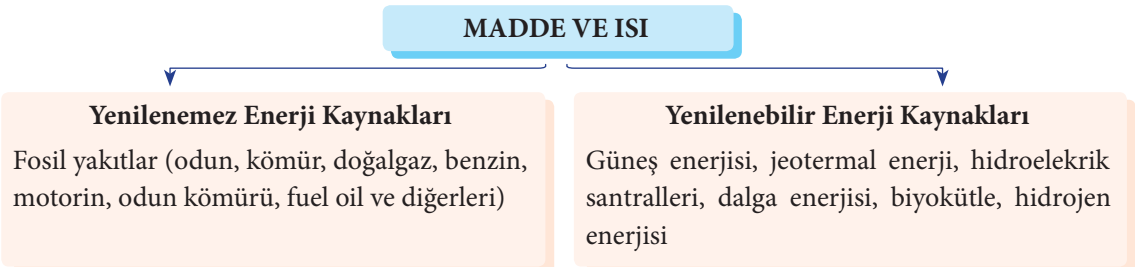 MADDE VE ISI
Yenilenemez Enerji Kaynakları
Fosil yakıtlar (odun, kömür, doğalgaz, benzin,
motorin, odun kömürü, fuel oil ve diğerleri)
Yenilenebilir Enerji Kaynakları
Güneş enerjisi, jeotermal enerji, hidroelekrik
santralleri, dalga enerjisi, biyokütle, hidrojen
enerjisi